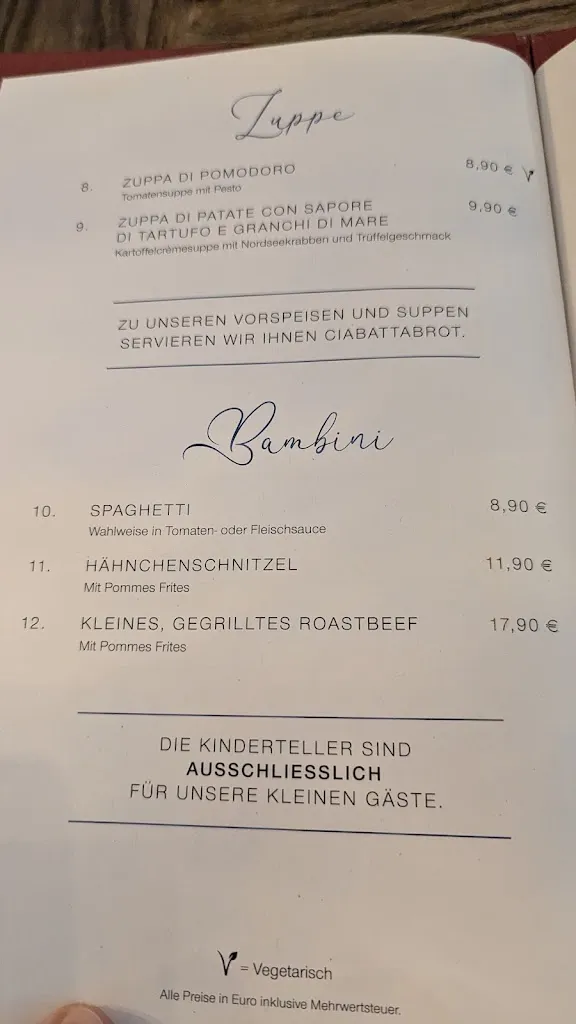 Zuppe
8. ZUPPA DI POMODORO 8,90 € V
Tomatensuppe mit Pesto
9. ZUPPA DI PATATE CON SAPORE 9,90 €
DI TARTUFO E GRANCHI DI MARE
Kartoffelcrèmesuppe mit Nordseekrabben und Trüffelgeschmack
ZU UNSEREN VORSPEISEN UND SUPPEN
SERVIEREN WIR IHNEN CIABATTABROT.
Bambini
10. SPAGHETTI 8,90 €
Wahlweise in Tomaten- oder Fleischsauce
11. HÄHNCHENSCHNITZEL 11,90 €
Mit Pommes Frites
12. KLEINES, GEGRILLTES ROASTBEEF 17,90 €
Mit Pommes Frites
DIE KINDERTELLER SIND
AUSSCHLIESSLICH
FÜR UNSERE KLEINEN GÄSTE.
V = Vegetarisch
Alle Preise in Euro inklusive Mehrwertsteuer.